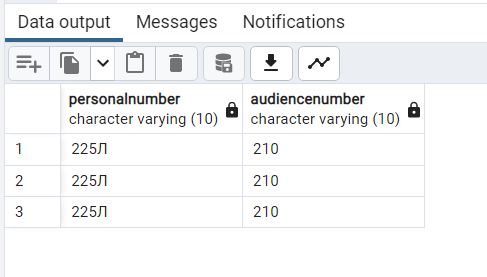 Data output Messages Notifications
personalnumber audiencenumber
character varying (10) character varying (10)
1 225Л 210
2 225Л 210
3 225Л 210